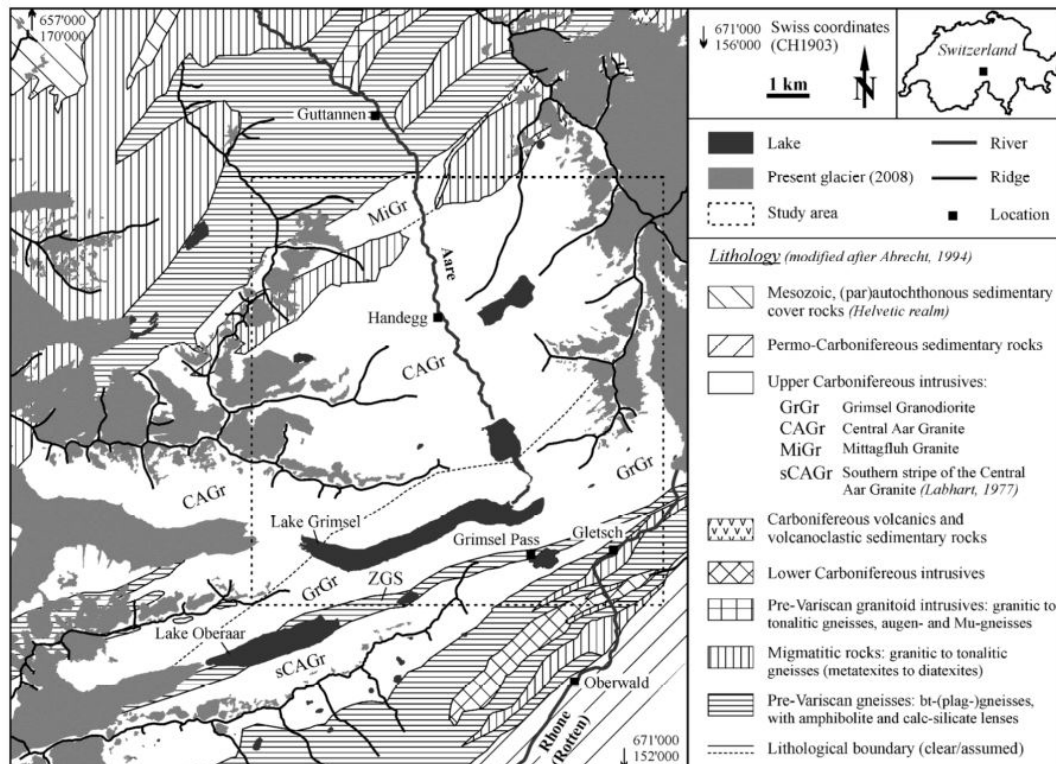 657'000
170'000
Guttannen
MiGr
Aare
Handegg
CAGr
CAGr
GrGr
Lake Grimsel
Grimsel Pass
Gletsch
ZGS
GrGr
Lake Oberaar
sCAGr
Oberwald
Rhone
(Rotten)
671'000
152'000
671'000
156'000
Swiss coordinates
(CH1903)
1 km
N
Switzerland
Lake
River
Present glacier (2008)
Ridge
Study area
Location
Lithology (modified after Abrecht, 1994)
Mesozoic, (par)autochthonous sedimentary
cover rocks (Helvetic realm)
Permo-Carbonifereous sedimentary rocks
Upper Carbonifereous intrusives:
GrGr Grimsel Granodiorite
CAGr Central Aar Granite
MiGr Mittagfluh Granite
sCAGr Southern stripe of the Central
Aar Granite (Labhart, 1977)
Carbonifereous volcanics and
volcanoclastic sedimentary
rocks
Lower Carbonifereous intrusives
Pre-Variscan granitoid intrusives: granitic to
tonalitic gneisses, augen- and Mu-gneisses
Migmatitic rocks: granitic to tonalitic
gneisses (metatexites to diatexites)
Pre-Variscan gneisses: bt-(plag-)gneisses,
with amphibolite and calc-silicate lenses
Lithological boundary (clear/assumed)